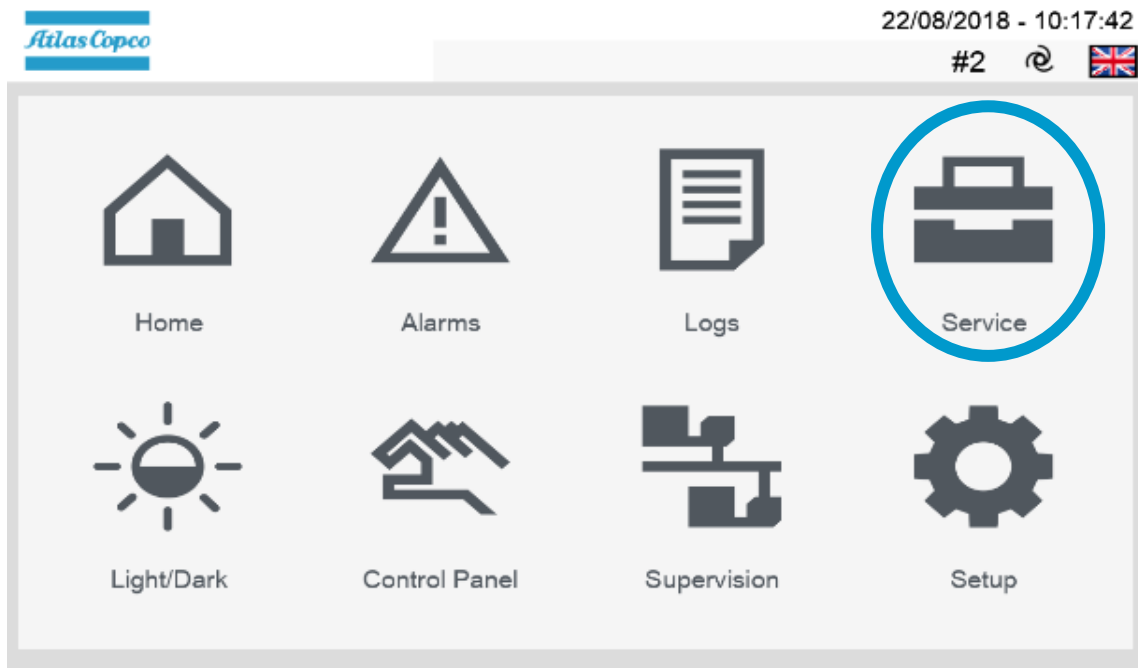 Atlas Copco
22/08/2018 - 10:17:42
#2
Home Alarms Logs Service
Light/Dark Control Panel Supervision Setup